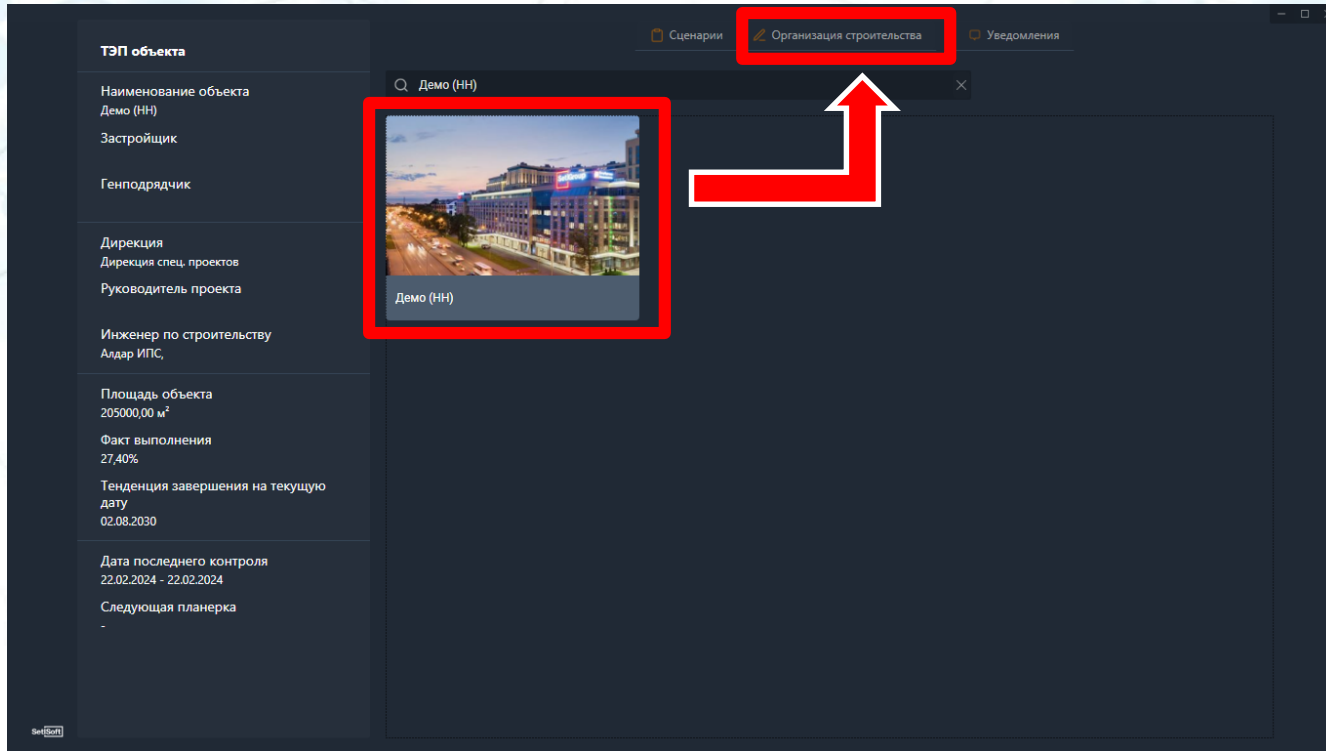 ТЭП объекта
Наименование объекта
Демо (НН)
Застройщик
Генподрядчик
Дирекция
Дирекция спец. проектов
Руководитель проекта
Инженер по строительству
Алдар ИПС,
Площадь объекта
205000,00 м²
Факт выполнения
27,40%
Тенденция завершения на текущую
дату
02.08.2030
Дата последнего контроля
22.02.2024 - 22.02.2024
Следующая планерка
-
SetlSoft
Сценарии
Организация строительства
Уведомления
Демо (НН)
SetlGroup
Демо (НН)